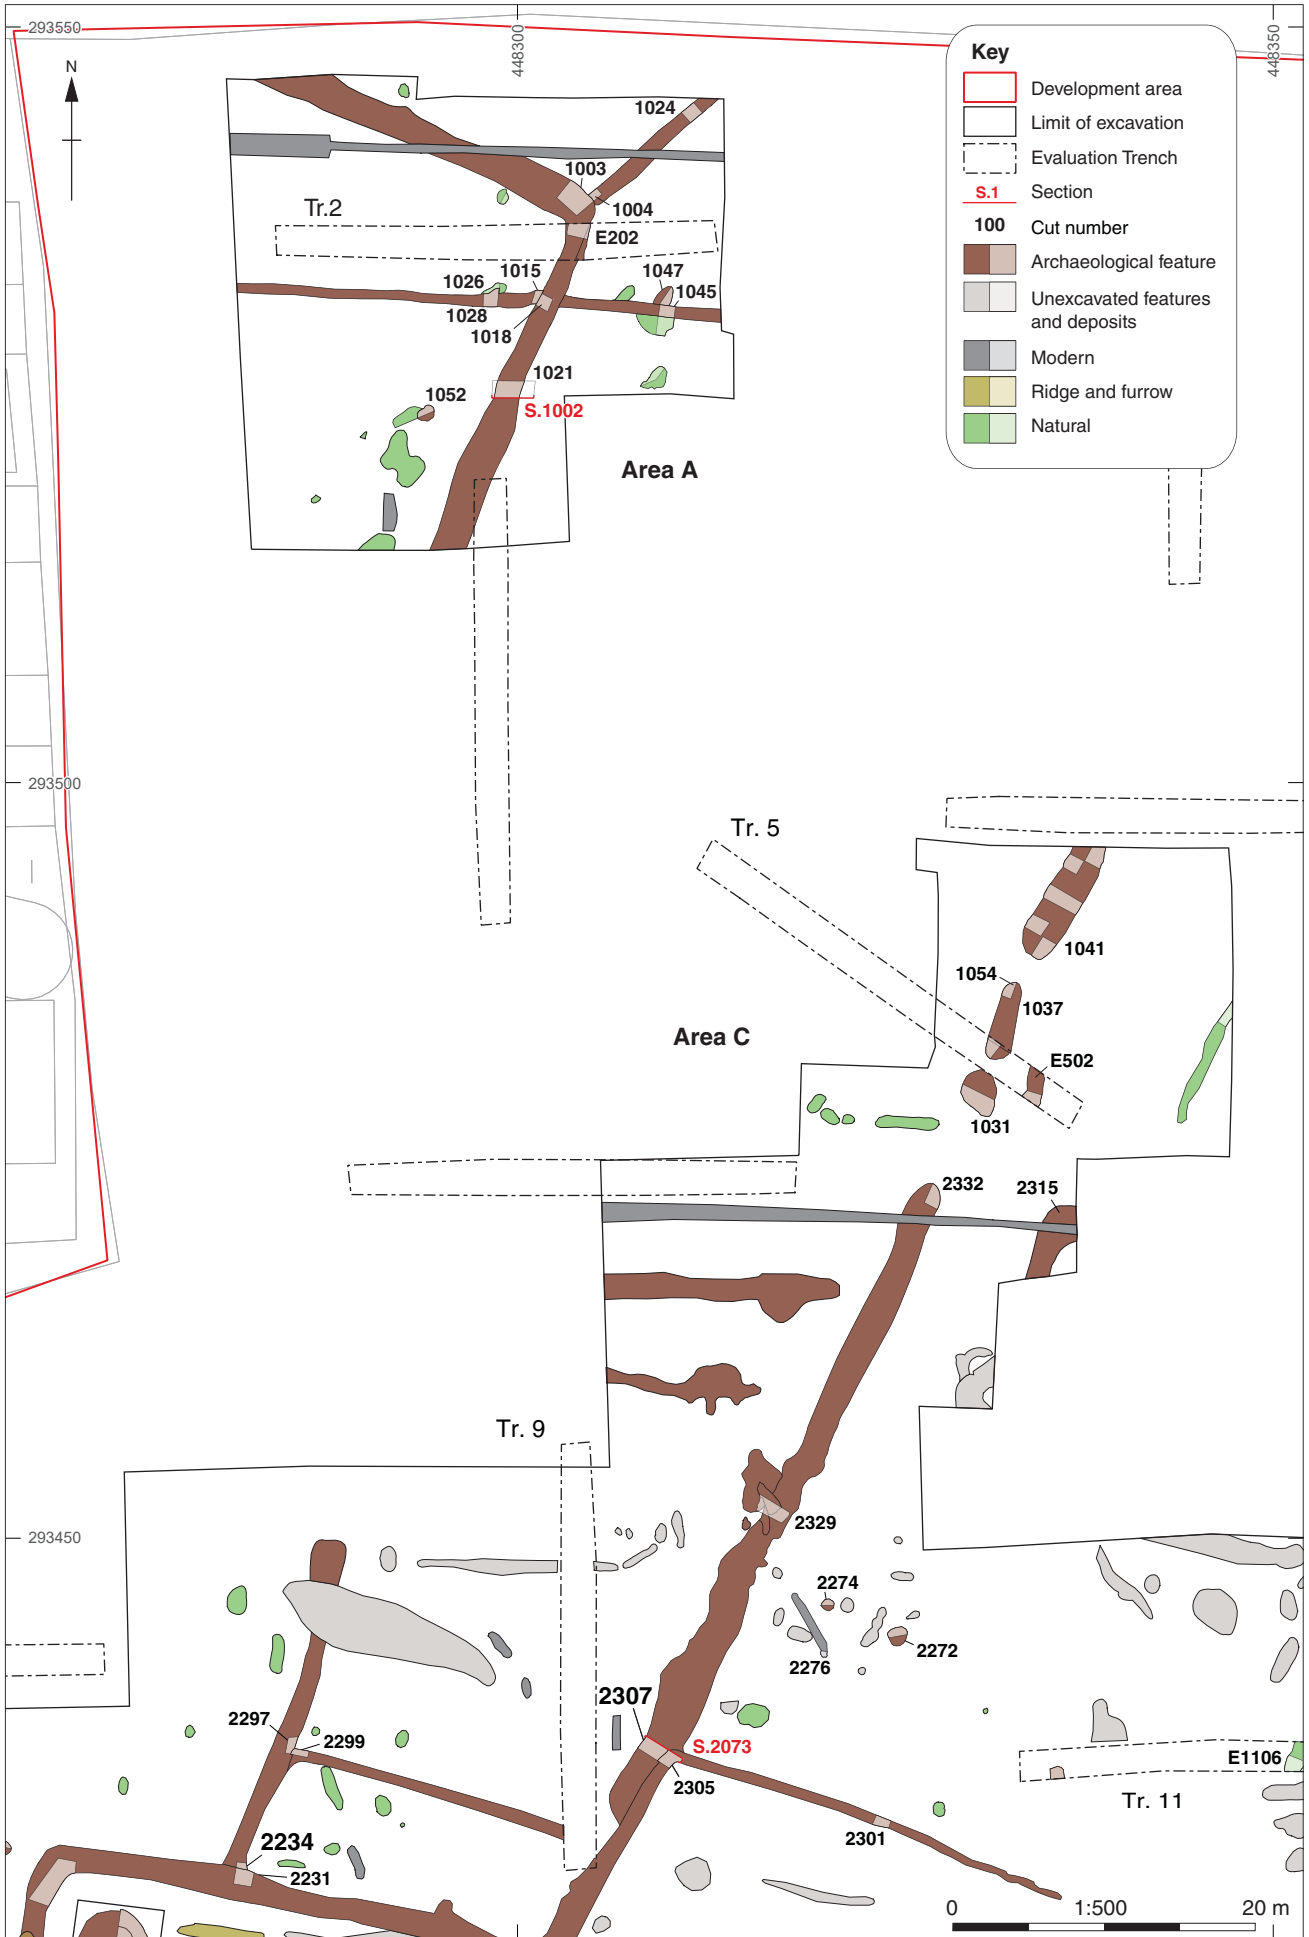 293550
448300
448350
N
Key
Development area
Limit of excavation
Evaluation Trench
S.1 Section
100 Cut number
Archaeological feature
Unexcavated features
and deposits
Modern
Ridge and furrow
Natural
1024
1003
1004
Tr.2
E202
1015
1026
1028
1018
1047
1045
1021
S.1002
1052
Area A
293500
Tr. 5
1041
1054
1037
Area C
E502
1031
2332
2315
Tr. 9
293450
2329
2274
2272
2276
2307
S.2073
2305
2297
2299
E1106
Tr. 11
2301
2234
2231
0 1:500 20 m